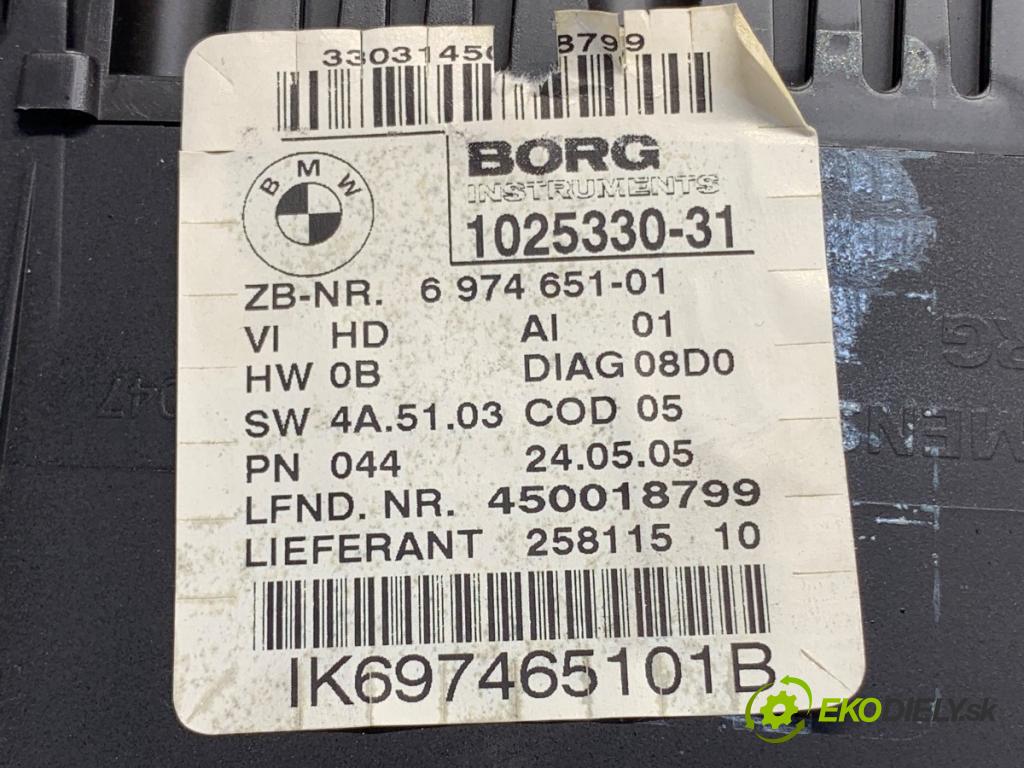 3303145 8799
BMW
BORG
INSTRUMENTS
1025330-31
ZB-NR. 6 974 651-01
VI HD AI 01
HW 0B DIAG 08D0
SW 4A.51.03 COD 05
PN 044 24.05.05
LFND. NR. 450018799
LIEFERANT 258115 10
IK697465101B
EKODIELY.sk